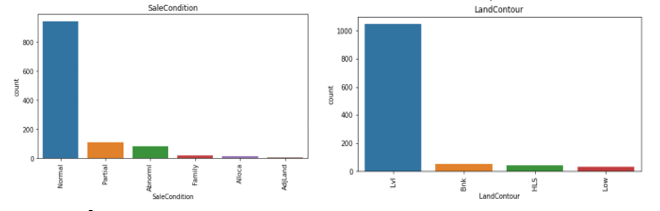 SaleCondition
800
600
400
200
0
count
Normal
Partial
Abnorml
Family
Alloca
AdjLand
SaleCondition
LandContour
1000
800
600
400
200
0
count
Lvl
Bnk
HLS
Low
LandContour